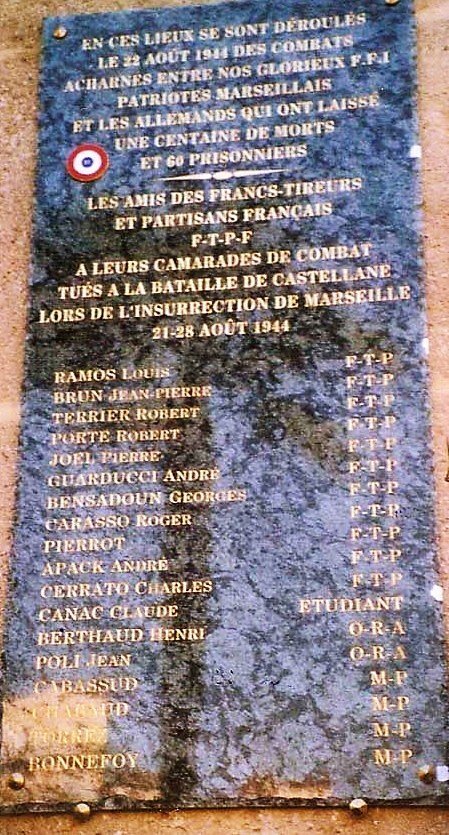 EN CES LIEUX SE SONT DÉROULÉS
LE 22 AOÛT 1944 DES COMBATS
ACHARNÉS ENTRE NOS GLORIEUX F.F.I
PATRIOTES MARSEILLAIS
ET LES ALLEMANDS QUI ONT LAISSÉ
UNE CENTAINE DE MORTS
ET 60 PRISONNIERS
LES AMIS DES FRANCS-TIREURS
ET PARTISANS FRANÇAIS
F-T-P-F
A LEURS CAMARADES DE COMBAT
TUÉS A LA BATAILLE DE CASTELLANE
LORS DE L'INSURRECTION DE MARSEILLE
21-28 AOÛT 1944
RAMOS LOUIS F-T-P
BRUN JEAN-PIERRE F-T-P
TERRIER ROBERT F-T-P
PORTE ROBERT F-T-P
JOEL PIERRE F-T-P
GUARDUCCI ANDRÉ F-T-P
BENSADOUN GEORGES F-T-P
CARASSO ROGER F-T-P
PIERROT F-T-P
APACK ANDRÉ F-T-P
CERRATO CHARLES F-T-P
CANAC CLAUDE ETUDIANT
BERTHAUD HENRI O-R-A
POLI JEAN O-R-A
CABASSUD M-P
CHABAUD M-P
TORREZ M-P
BONNEFOY M-P